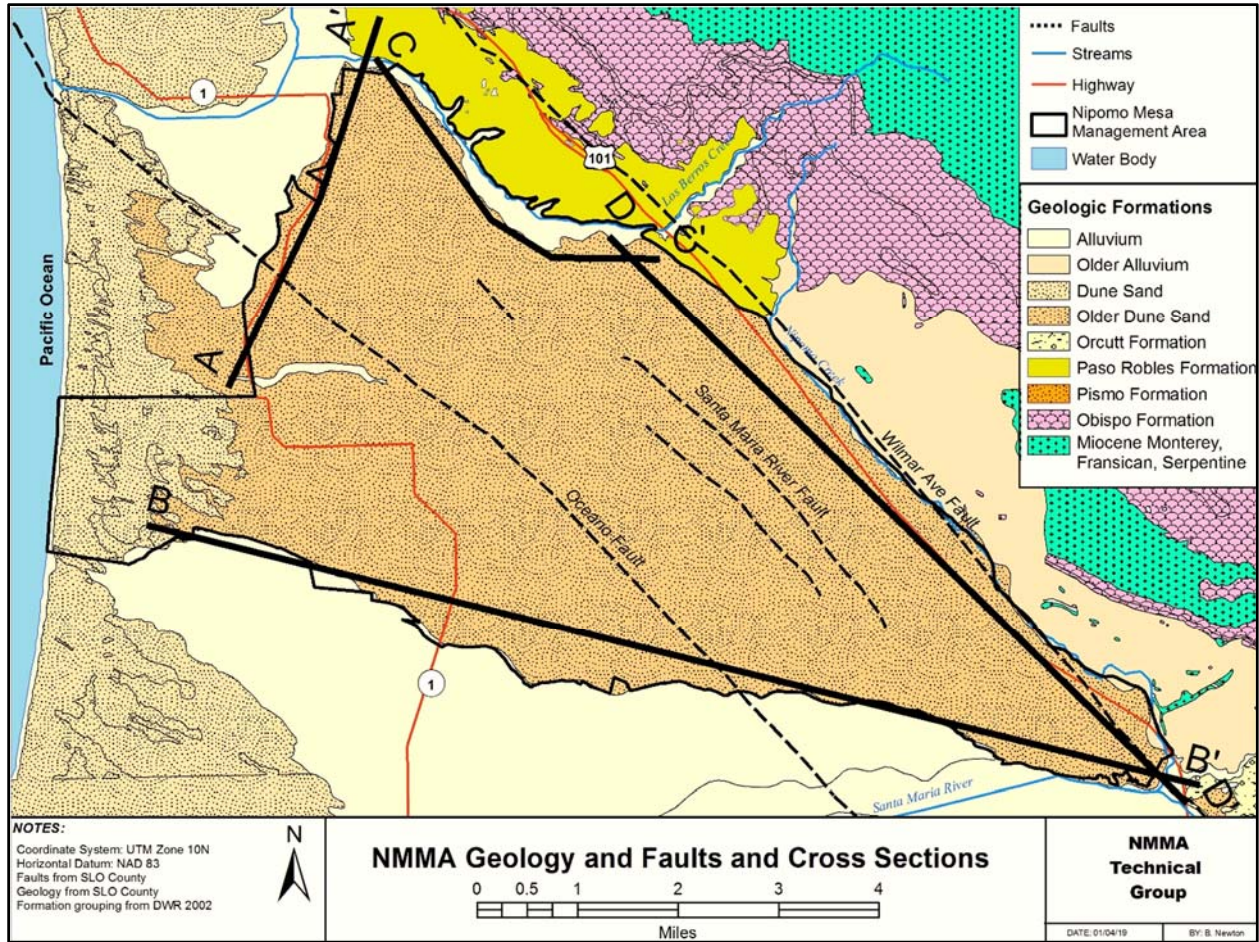 A'
C
1
101
Los Berros Creek
D
C'
Pacific Ocean
A
Nipomo Creek
Santa Maria River Fault
Wilmar Ave Fault
B
Oceano Fault
1
B'
D'
Santa Maria River
Faults
Streams
Highway
Nipomo Mesa
Management Area
Water Body
Geologic Formations
Alluvium
Older Alluvium
Dune Sand
Older Dune Sand
Orcutt Formation
Paso Robles Formation
Pismo Formation
Obispo Formation
Miocene Monterey,
Fransican, Serpentine
NOTES:
Coordinate System: UTM Zone 10N
Horizontal Datum: NAD 83
Faults from SLO County
Geology from SLO County
Formation grouping from DWR 2002
N
NMMA Geology and Faults and Cross Sections
0 0.5 1 2 3 4
Miles
NMMA
Technical
Group
DATE: 01/04/19 BY: B. Newton